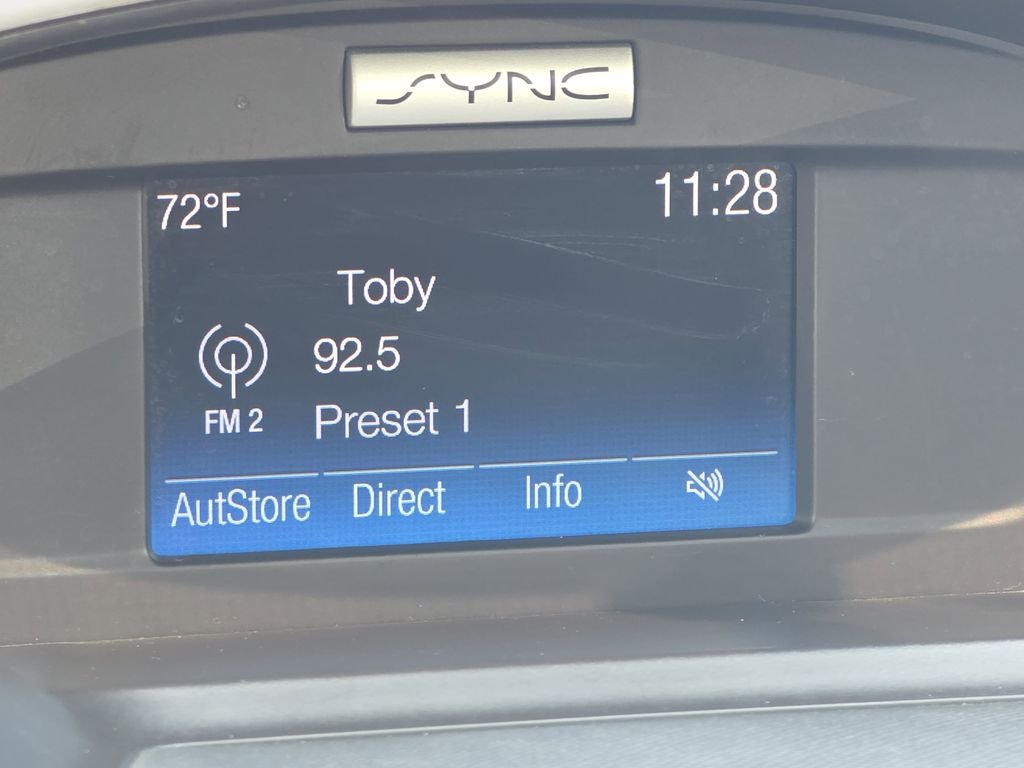 SYNC
72°F 11:28
Toby
92.5
FM 2 Preset 1
AutStore Direct Info